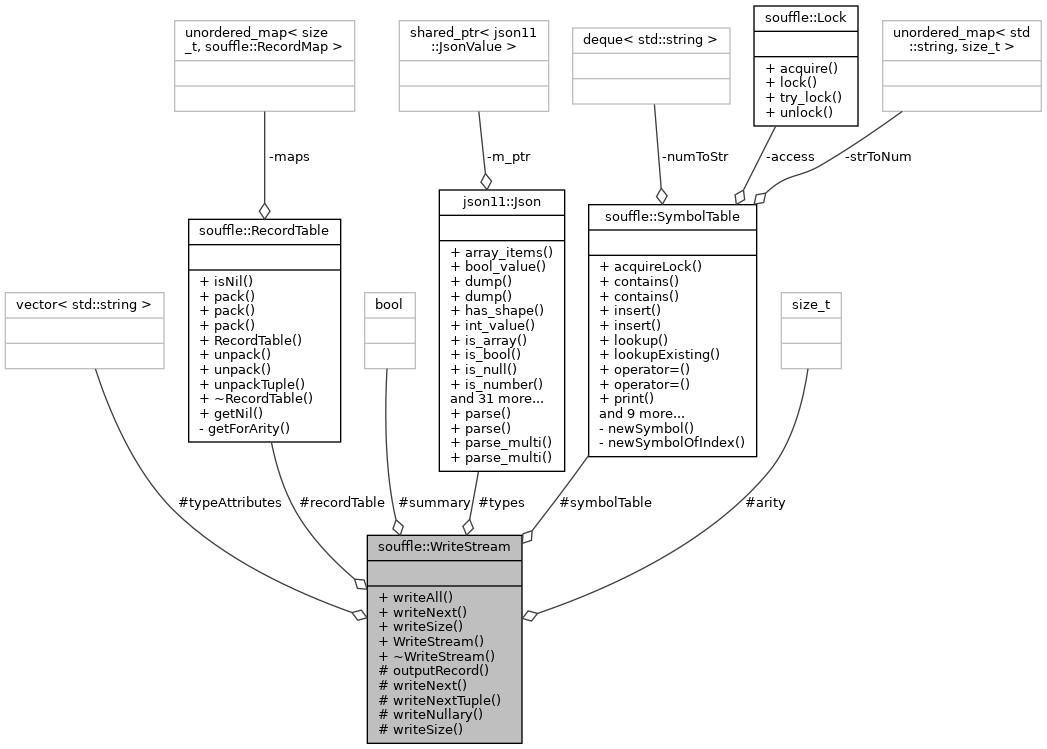 unordered_map< size
_t, souffle::RecordMap >
shared_ptr< json11
::JsonValue >
deque< std::string >
souffle::Lock
+ acquire()
+ lock()
+ try_lock()
+ unlock()
unordered_map< std
::string, size_t >
-maps
-m_ptr
-numToStr
-access
-strToNum
souffle::RecordTable
+ isNil()
+ pack()
+ pack()
+ pack()
+ RecordTable()
+ unpack()
+ unpack()
+ unpackTuple()
+ ~RecordTable()
+ getNil()
- getForArity()
json11::Json
+ array_items()
+ bool_value()
+ dump()
+ dump()
+ has_shape()
+ int_value()
+ is_array()
+ is_bool()
+ is_null()
+ is_number()
and 31 more...
+ parse()
+ parse()
+ parse_multi()
+ parse_multi()
souffle::SymbolTable
+ acquireLock()
+ contains()
+ contains()
+ insert()
+ insert()
+ lookup()
+ lookupExisting()
+ operator=()
+ operator=()
+ print()
and 9 more...
- newSymbol()
- newSymbolOfIndex()
vector< std::string >
bool
size_t
#typeAttributes
#recordTable
#summary
#types
#symbolTable
#arity
souffle::WriteStream
+ writeAll()
+ writeNext()
+ writeSize()
+ WriteStream()
+ ~WriteStream()
# outputRecord()
# writeNext()
# writeNextTuple()
# writeNullary()
# writeSize()